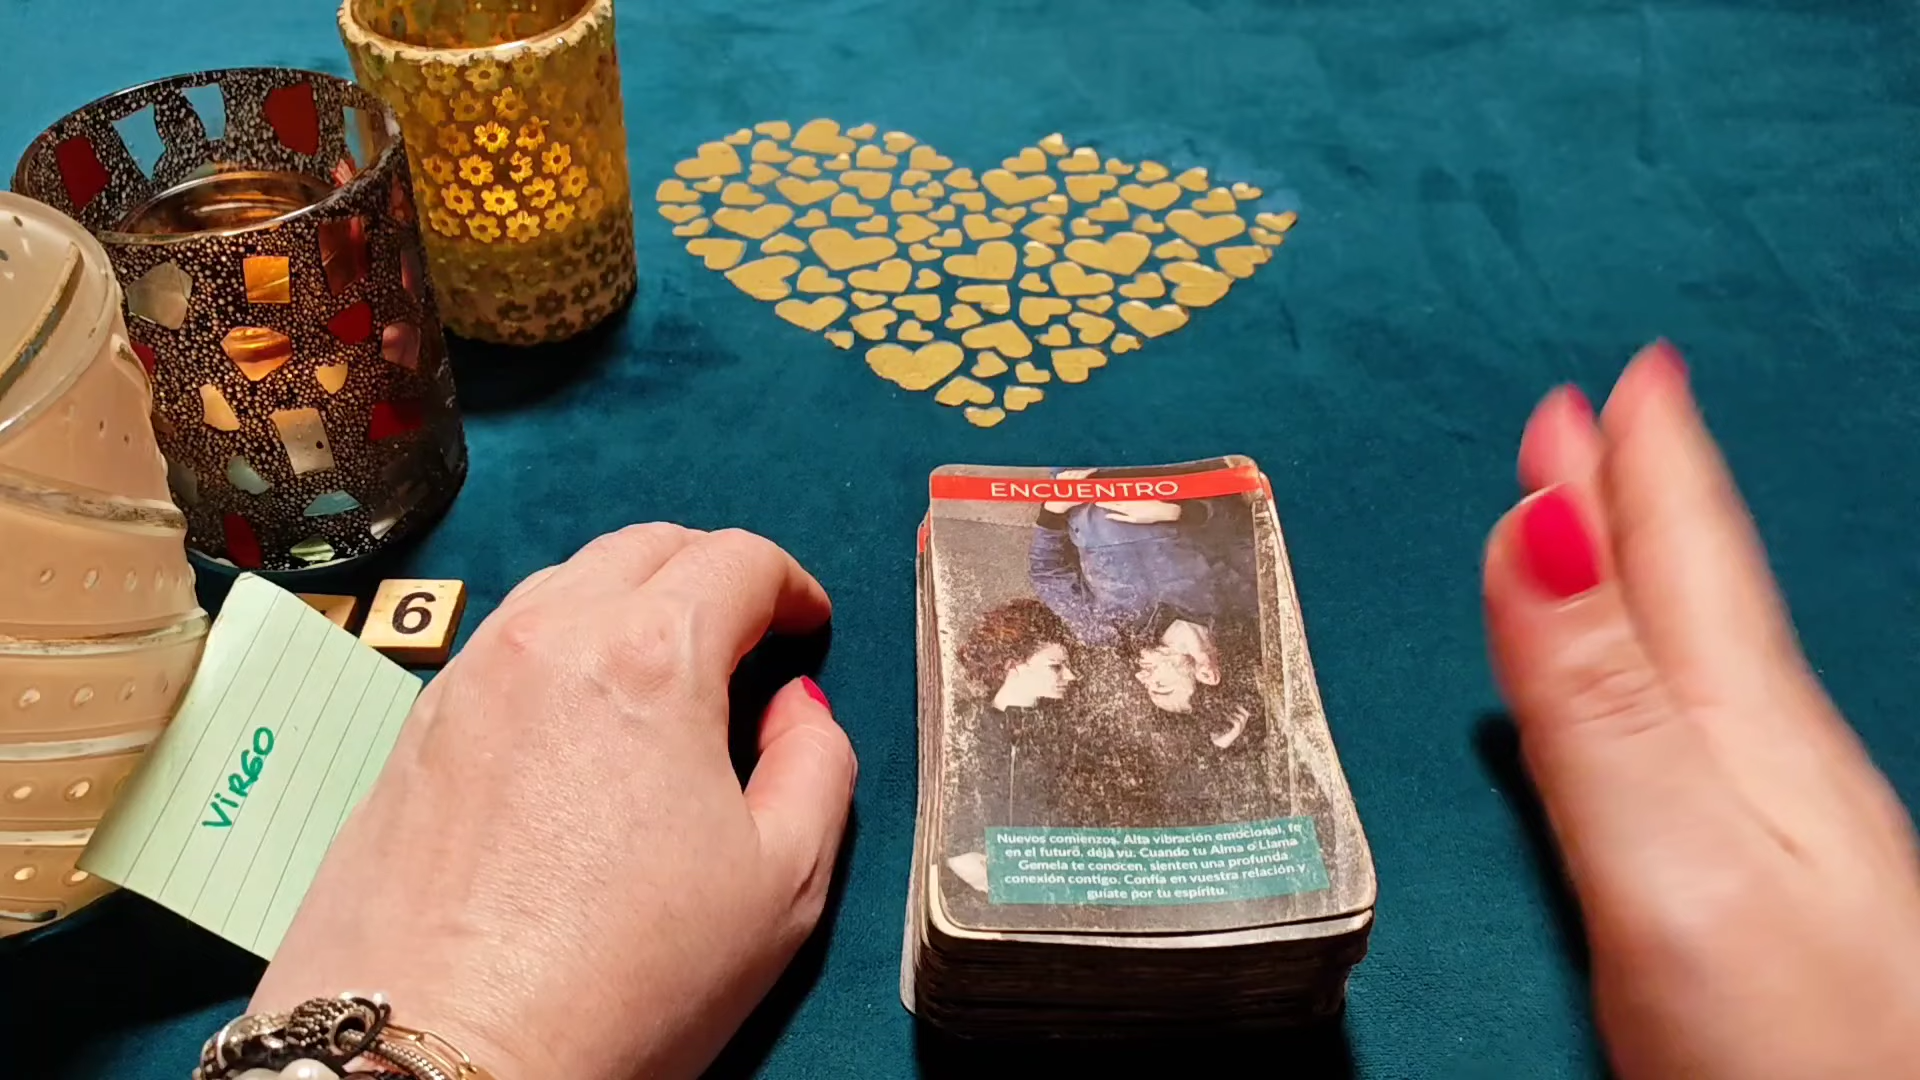 ENCUENTRO
6
VIRGO
Nuevos comienzos. Alta vibración emocional, fe
en el futuro, déjà vu. Cuando tu Alma o Llama
Gemela te conocen, sienten una profunda
conexión contigo. Confía en vuestra relación y
guíate por tu espíritu.